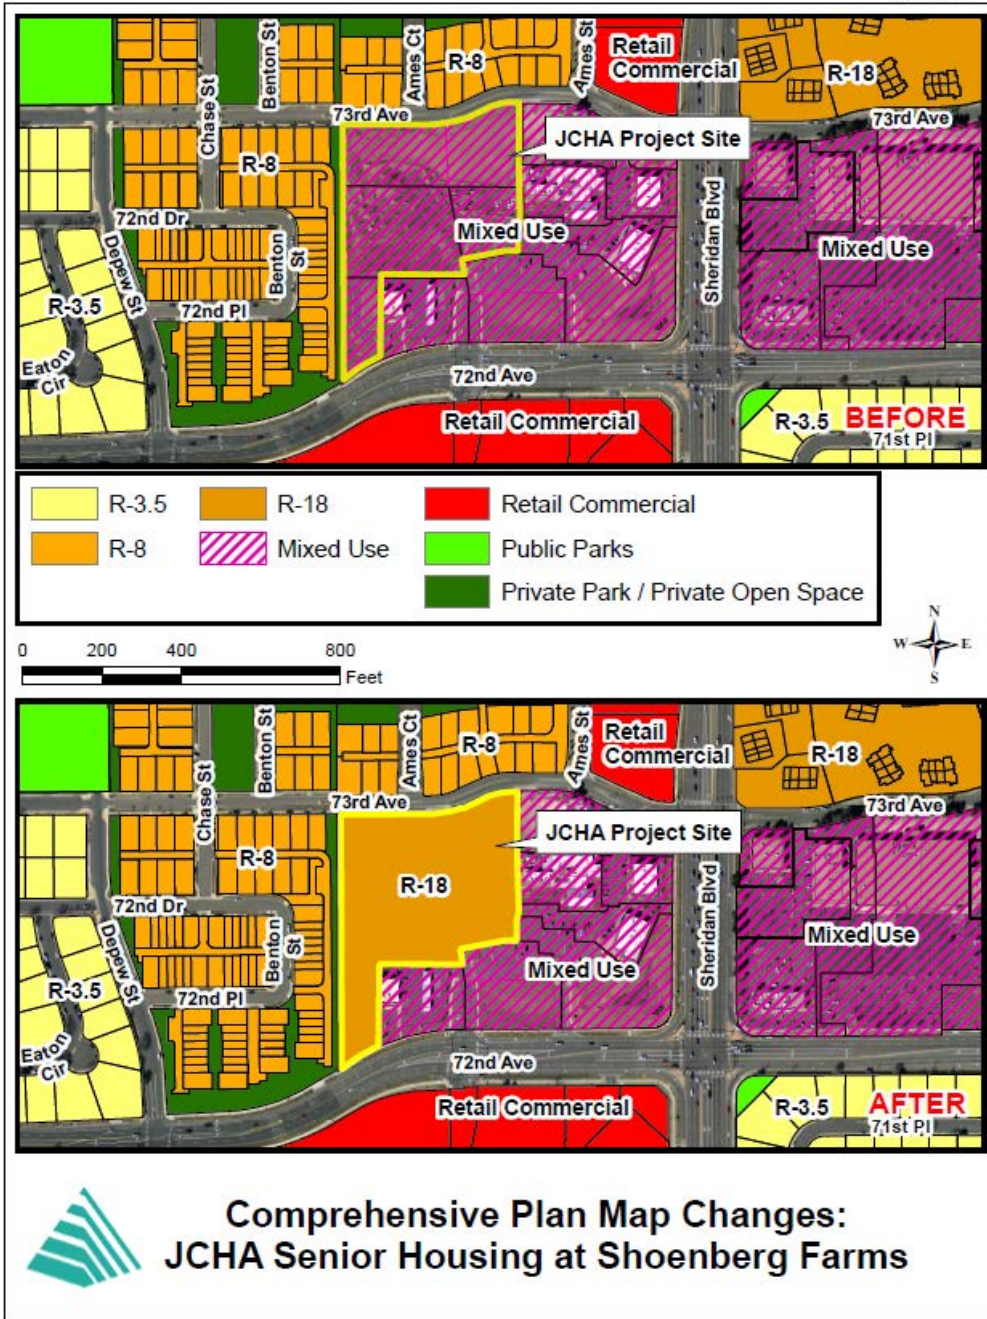 Chase St
Benton St
Ames Ct
R-8
Ames St
Retail
Commercial
R-18
73rd Ave
73rd Ave
JCHA Project Site
R-8
72nd Dr
Depew St
Benton
St
Mixed Use
Sheridan Blvd
Mixed Use
R-3.5
72nd Pl
Eaton
Cir
72nd Ave
Retail Commercial
R-3.5
BEFORE
71st Pl
R-3.5
R-18
Retail Commercial
R-8
Mixed Use
Public Parks
Private Park / Private Open Space
0 200 400 800
Feet
N
W E
S
Chase St
Benton St
Ames Ct
R-8
Ames St
Retail
Commercial
R-18
73rd Ave
73rd Ave
JCHA Project Site
R-8
R-18
72nd Dr
Depew St
Benton
St
Mixed Use
Sheridan Blvd
Mixed Use
R-3.5
72nd Pl
Eaton
Cir
72nd Ave
Retail Commercial
R-3.5
AFTER
71st Pl
Comprehensive Plan Map Changes:
JCHA Senior Housing at Shoenberg Farms